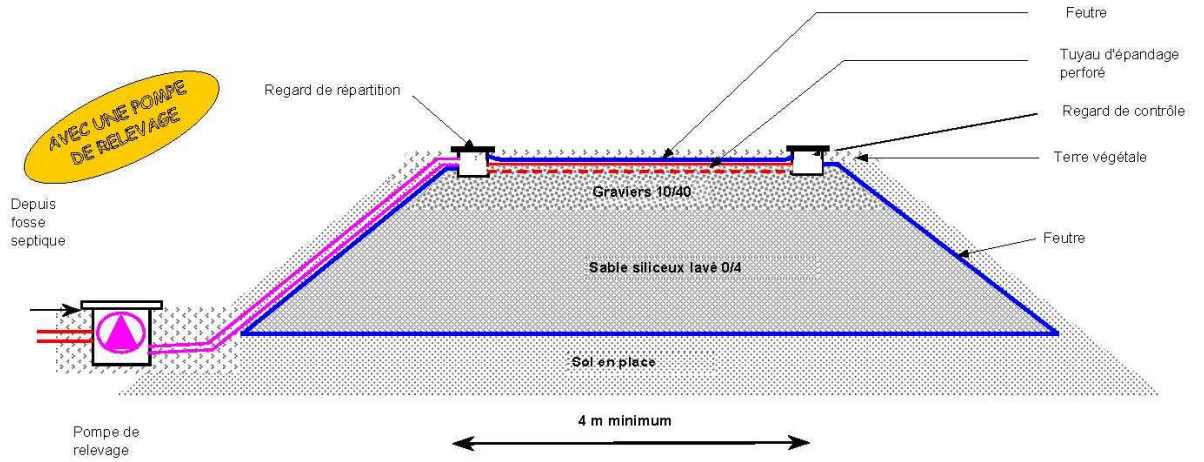 Feutre
Tuyau d'épandage
perforé
Regard de répartition
Regard de contrôle
AVEC UNE POMPE
DE RELEVAGE
Terre végétale
Graviers 10/40
Depuis
fosse
septique
Feutre
Sable siliceux lavé 0/4
Sol en place
4 m minimum
Pompe de
relevage